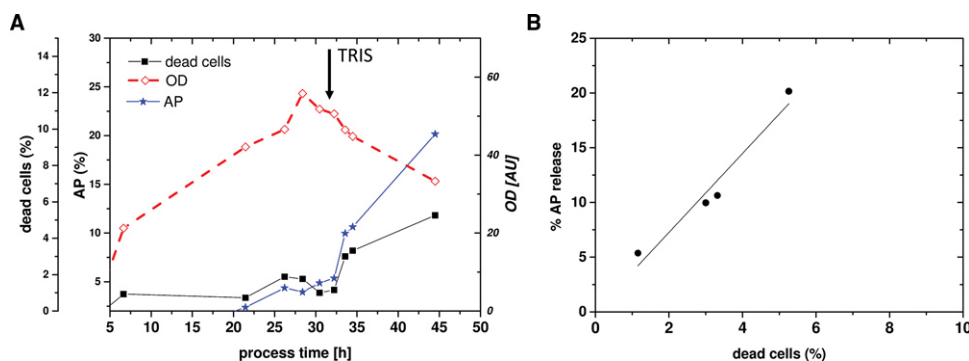 A
B
14
12
10
8
6
4
2
0
dead cells (%)
30
25
20
15
10
5
AP (%)
dead cells
OD
AP
TRIS
60
40
20
0
OD [AU]
5 10 15 20 25 30 35 40 45 50
process time [h]
25
20
15
10
5
0
% AP release
0 2 4 6 8 10
dead cells (%)